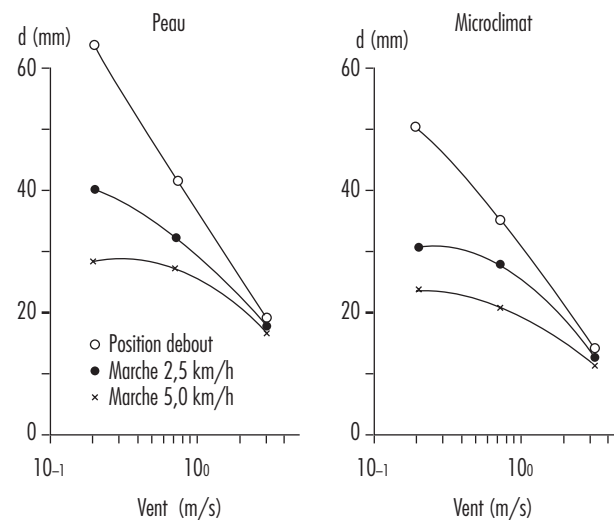 Peau
d (mm)
60
40
20
0
○ Position debout
● Marche 2,5 km/h
× Marche 5,0 km/h
10–1
10⁰
Vent (m/s)
Microclimat
d (mm)
60
40
20
0
10–1
10⁰
Vent (m/s)